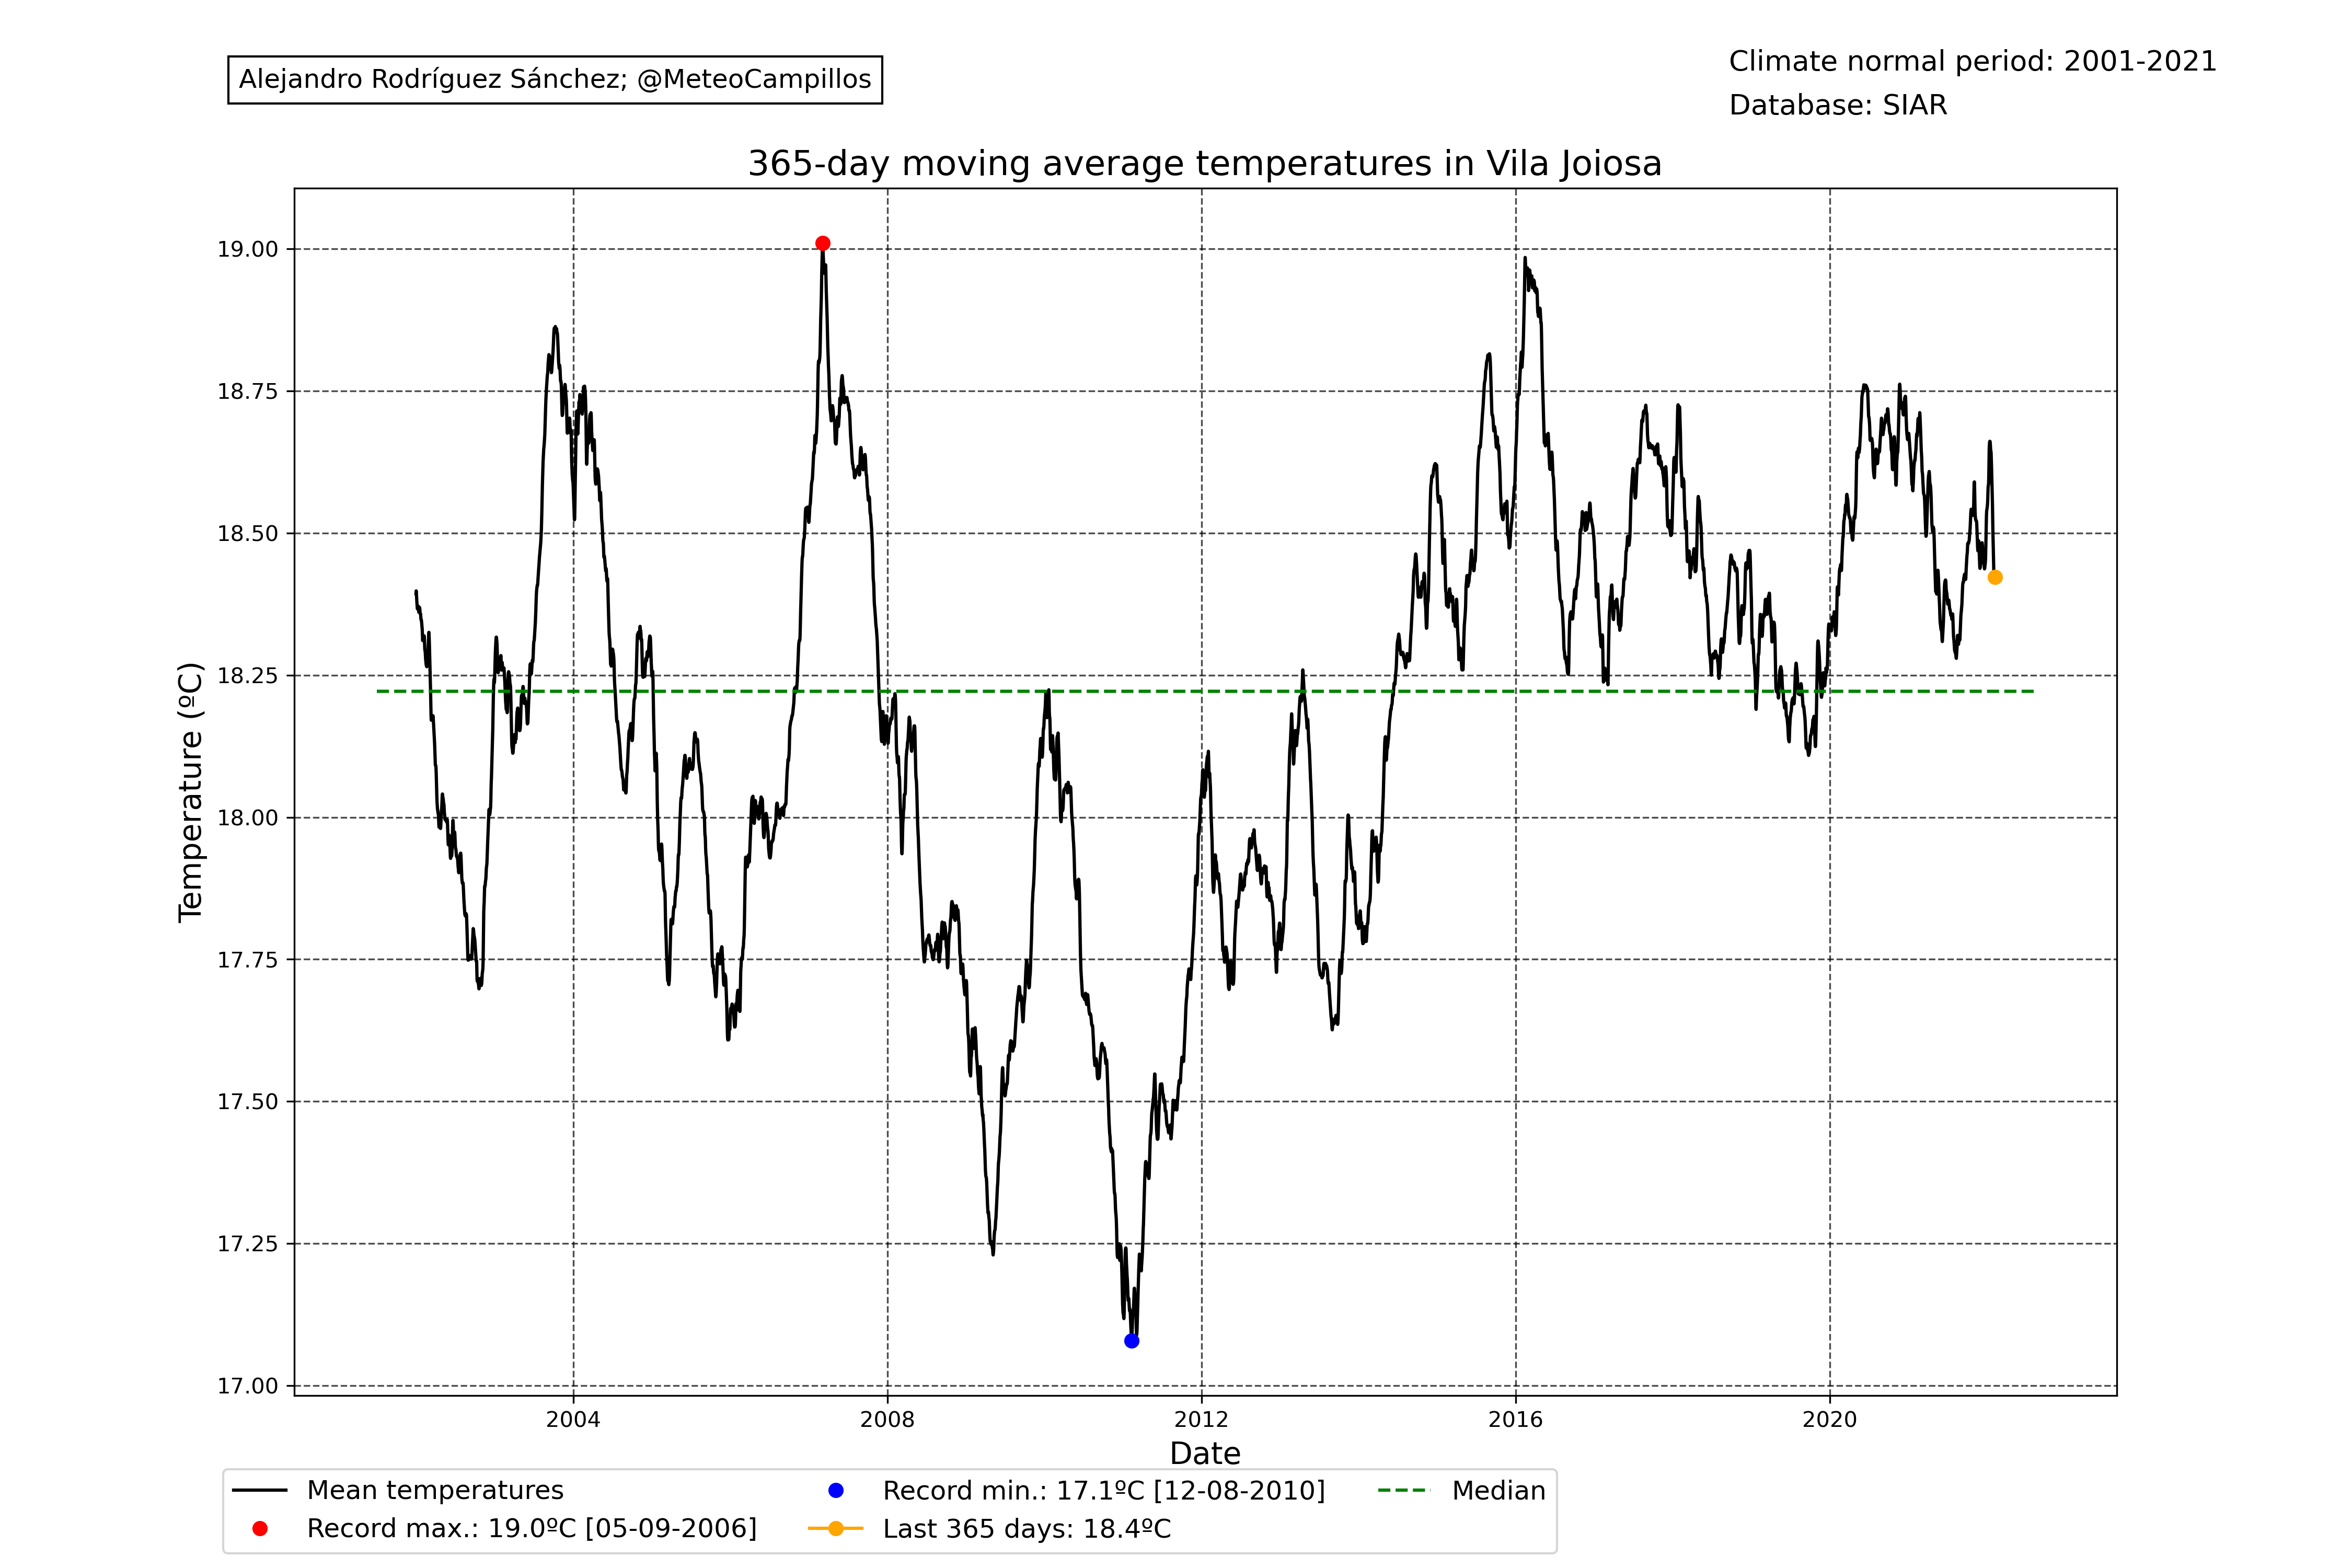 Alejandro Rodríguez Sánchez; @MeteoCampillos
Climate normal period: 2001-2021
Database: SIAR
365-day moving average temperatures in Vila Joiosa
Temperature (ºC)
19.00
18.75
18.50
18.25
18.00
17.75
17.50
17.25
17.00
2004 2008 2012 2016 2020
Date
Mean temperatures
Record max.: 19.0ºC [05-09-2006]
Record min.: 17.1ºC [12-08-2010]
Last 365 days: 18.4ºC
Median